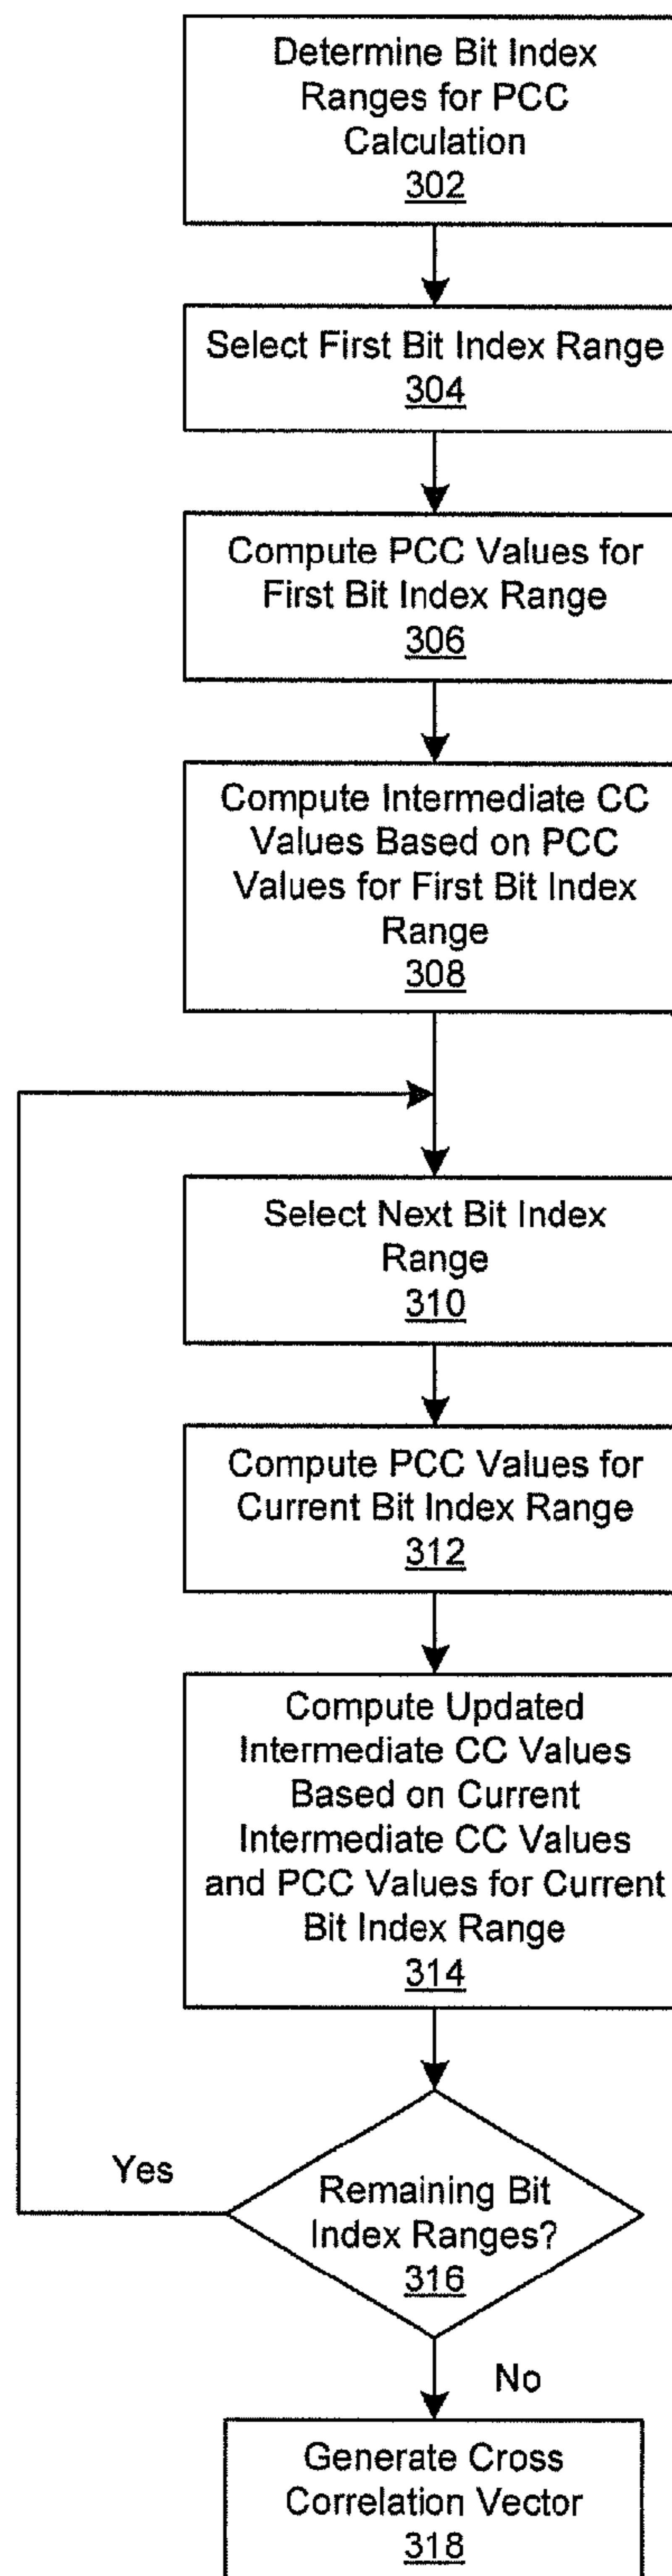 Determine Bit Index
Ranges for PCC
Calculation
302
Select First Bit Index Range
304
Compute PCC Values for
First Bit Index Range
306
Compute Intermediate CC
Values Based on PCC
Values for First Bit Index
Range
308
Select Next Bit Index
Range
310
Compute PCC Values for
Current Bit Index Range
312
Compute Updated
Intermediate CC Values
Based on Current
Intermediate CC Values
and PCC Values for Current
Bit Index Range
314
Yes
Remaining Bit
Index Ranges?
316
No
Generate Cross
Correlation Vector
318